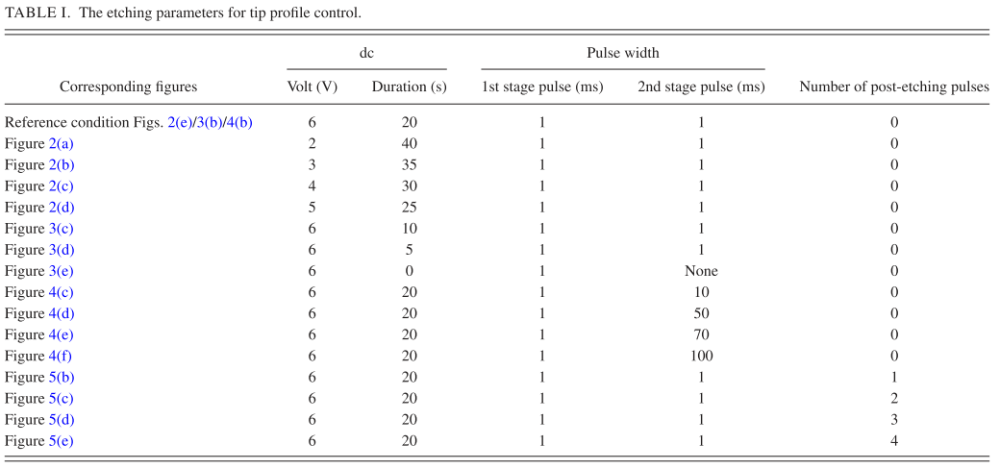 TABLE I. The etching parameters for tip profile control.
dc Pulse width
Corresponding figures Volt (V) Duration (s) 1st stage pulse (ms) 2nd stage pulse (ms) Number of post-etching pulses
Reference condition Figs. 2(e)/3(b)/4(b) 6 20 1 1 0
Figure 2(a) 2 40 1 1 0
Figure 2(b) 3 35 1 1 0
Figure 2(c) 4 30 1 1 0
Figure 2(d) 5 25 1 1 0
Figure 3(c) 6 10 1 1 0
Figure 3(d) 6 5 1 1 0
Figure 3(e) 6 0 1 None 0
Figure 4(c) 6 20 1 10 0
Figure 4(d) 6 20 1 50 0
Figure 4(e) 6 20 1 70 0
Figure 4(f) 6 20 1 100 0
Figure 5(b) 6 20 1 1 1
Figure 5(c) 6 20 1 1 2
Figure 5(d) 6 20 1 1 3
Figure 5(e) 6 20 1 1 4